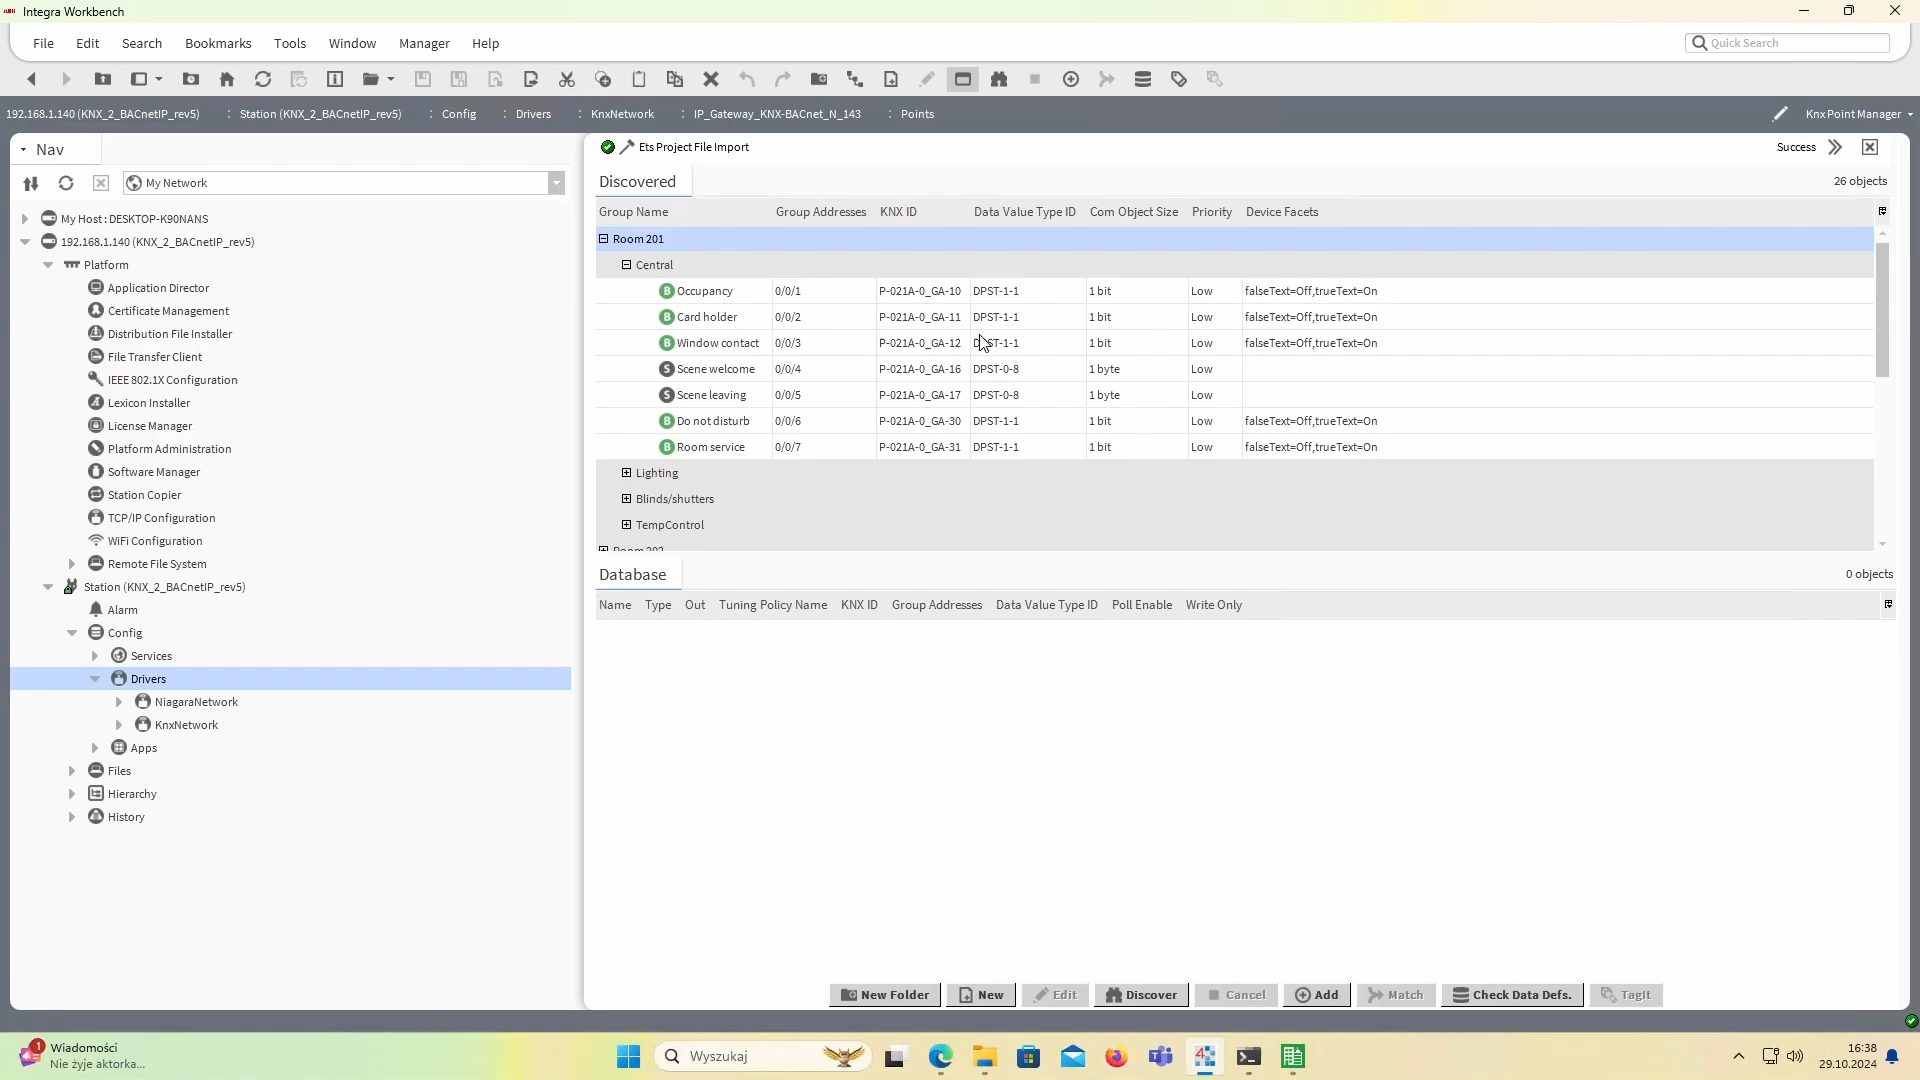 Integra Workbench
File Edit Search Bookmarks Tools Window Manager Help
Quick Search
192.168.1.140 (KNX_2_BACnetIP_rev5) : Station (KNX_2_BACnetIP_rev5) : Config : Drivers : KnxNetwork : IP_Gateway_KNX-BACnet_N_143 : Points
Knx Point Manager
Nav
My Network
My Host : DESKTOP-K90NANS
192.168.1.140 (KNX_2_BACnetIP_rev5)
Platform
Application Director
Certificate Management
Distribution File Installer
File Transfer Client
IEEE 802.1X Configuration
Lexicon Installer
License Manager
Platform Administration
Software Manager
Station Copier
TCP/IP Configuration
WiFi Configuration
Remote File System
Station (KNX_2_BACnetIP_rev5)
Alarm
Config
Services
Drivers
NiagaraNetwork
KnxNetwork
Apps
Files
Hierarchy
History
Ets Project File Import
Success
Discovered
26 objects
Group Name Group Addresses KNX ID Data Value Type ID Com Object Size Priority Device Facets
Room 201
Central
B Occupancy 0/0/1 P-021A-0_GA-10 DPST-1-1 1 bit Low falseText=Off,trueText=On
B Card holder 0/0/2 P-021A-0_GA-11 DPST-1-1 1 bit Low falseText=Off,trueText=On
B Window contact 0/0/3 P-021A-0_GA-12 DPST-1-1 1 bit Low falseText=Off,trueText=On
S Scene welcome 0/0/4 P-021A-0_GA-16 DPST-0-8 1 byte Low
S Scene leaving 0/0/5 P-021A-0_GA-17 DPST-0-8 1 byte Low
B Do not disturb 0/0/6 P-021A-0_GA-30 DPST-1-1 1 bit Low falseText=Off,trueText=On
B Room service 0/0/7 P-021A-0_GA-31 DPST-1-1 1 bit Low falseText=Off,trueText=On
Lighting
Blinds/shutters
TempControl
Room 202
Database
0 objects
Name Type Out Tuning Policy Name KNX ID Group Addresses Data Value Type ID Poll Enable Write Only
New Folder New Edit Discover Cancel Add Match Check Data Defs. TagIt
1
Wiadomości
Nie żyje aktorka...
Wyszukaj
16:38
29.10.2024